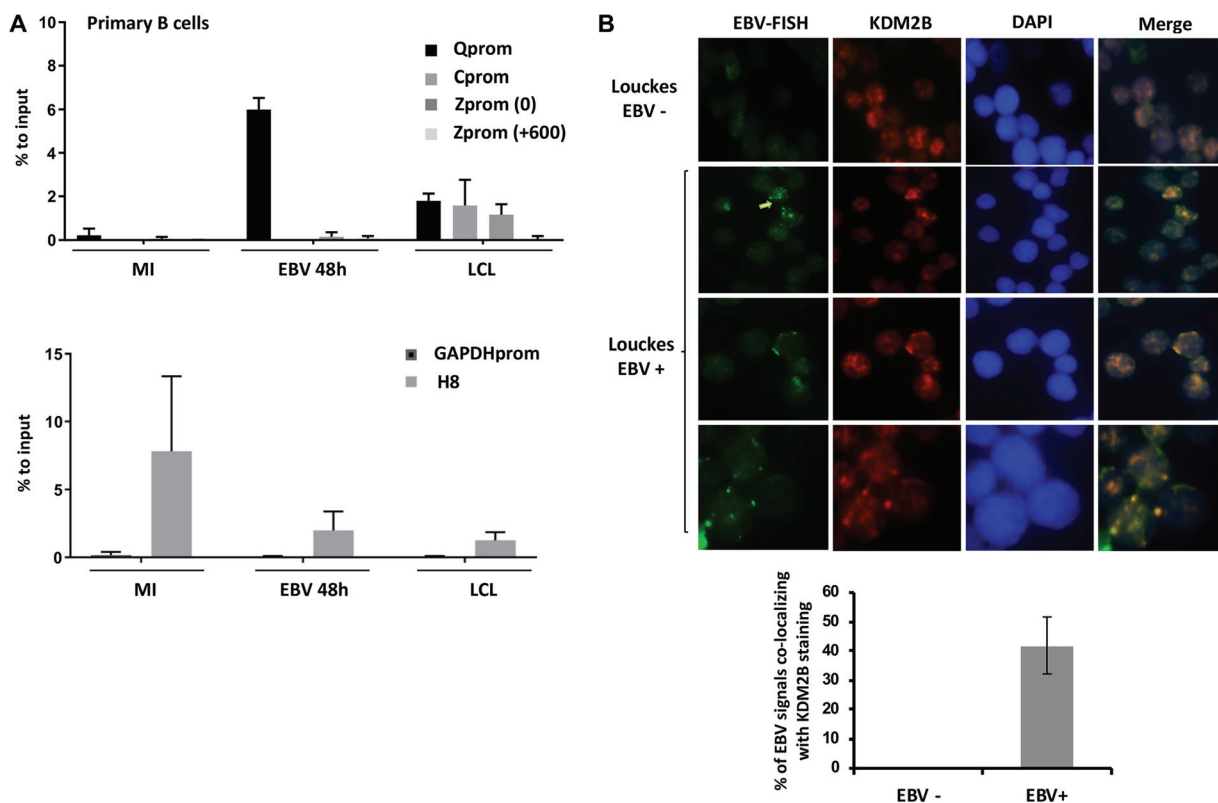 A
Primary B cells
% to input
10
8
6
4
2
0
Qprom
Cprom
Zprom (0)
Zprom (+600)
MI
EBV 48h
LCL
% to input
15
10
5
0
GAPDHprom
H8
MI
EBV 48h
LCL
B
EBV-FISH
KDM2B
DAPI
Merge
Louckes
EBV -
Louckes
EBV +
% of EBV signals co-localizing
with KDM2B staining
60
50
40
30
20
10
0
EBV -
EBV+